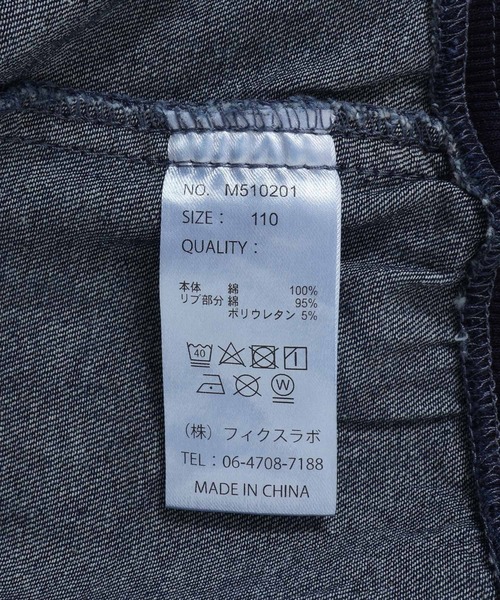 NO. M510201
SIZE : 110
QUALITY :
本体 綿 100%
リブ部分 綿 95%
ポリウレタン 5%
40
W
(株) フィクスラボ
TEL : 06-4708-7188
MADE IN CHINA